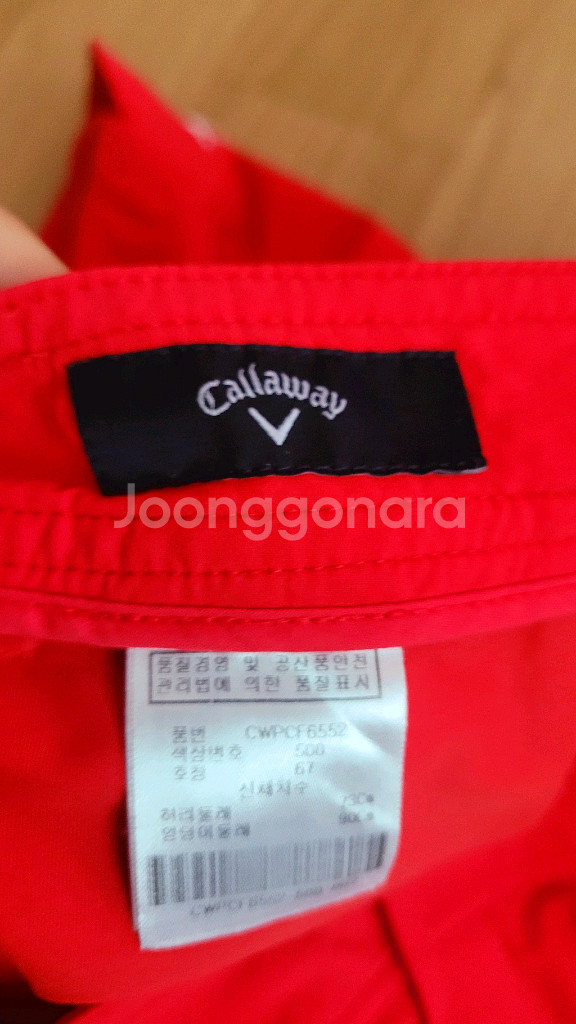 Callaway
Joonggonara
품질경영 및 공산품안전
관리법에 의한 품질표시
품번 CWPCF6552
색상번호 500
호칭 67
신체치수
허리둘레 73Cm
엉덩이둘레 90Cm
CWPCF6552 500